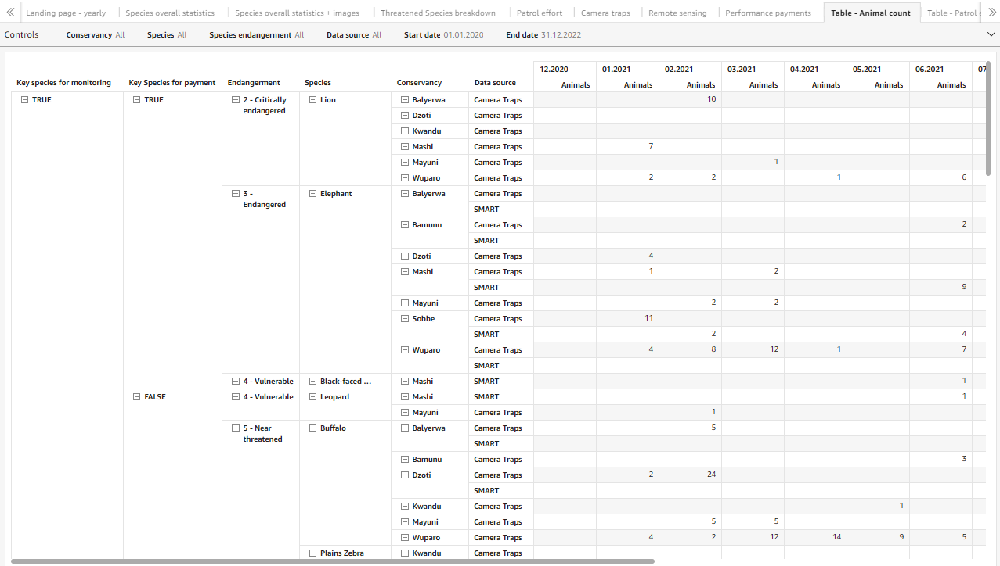 Landing page - yearly Species overall statistics Species overall statistics + images Threatened Species breakdown Patrol effort Camera traps Remote sensing Performance payments Table - Animal count Table - Patrol
Controls Conservancy All Species All Species endangerment All Data source All Start date 01.01.2020 End date 31.12.2022
12.2020 01.2021 02.2021 03.2021 04.2021 05.2021 06.2021 07
Key species for monitoring Key Species for payment Endangerment Species Conservancy Data source Animals Animals Animals Animals Animals Animals Animals
TRUE TRUE 2 - Critically Lion Balyerwa Camera Traps 10
endangered
Dzoti Camera Traps
Kwandu Camera Traps
Mashi Camera Traps 7
Mayuni Camera Traps 1
Wuparo Camera Traps 2 2 1 6
3 - Elephant Balyerwa Camera Traps
Endangered
SMART
Bamunu Camera Traps 2
SMART
Dzoti Camera Traps 4
Mashi Camera Traps 1 2
SMART 9
Mayuni Camera Traps 2 2
Sobbe Camera Traps 11
SMART 2 4
Wuparo Camera Traps 4 8 12 1 7
SMART
4 - Vulnerable Black-faced ... Mashi SMART 1
FALSE 4 - Vulnerable Leopard Mashi SMART 1
Mayuni Camera Traps 1
5 - Near Buffalo Balyerwa Camera Traps 5
threatened
SMART
Bamunu Camera Traps 3
Dzoti Camera Traps 2 24
SMART
Kwandu Camera Traps 1
Mayuni Camera Traps 5 5
Wuparo Camera Traps 4 2 12 14 9 5
Plains Zebra Kwandu Camera Traps